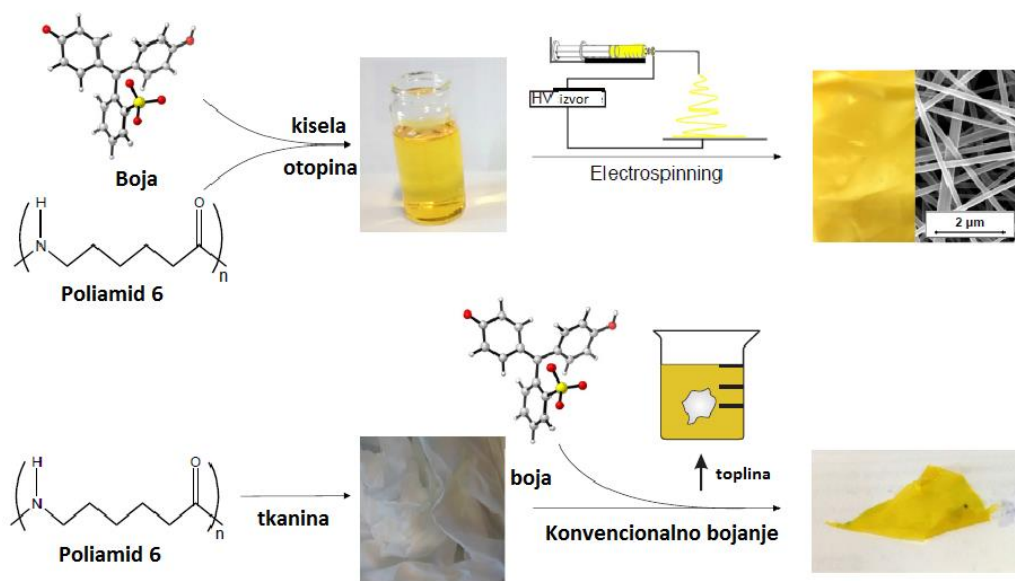 Boja
kisela
otopina
HV izvor
Electrospinning
2 µm
H
O
N
n
Poliamid 6
boja
toplina
H
O
N
n
Poliamid 6
tkanina
Konvencionalno bojanje